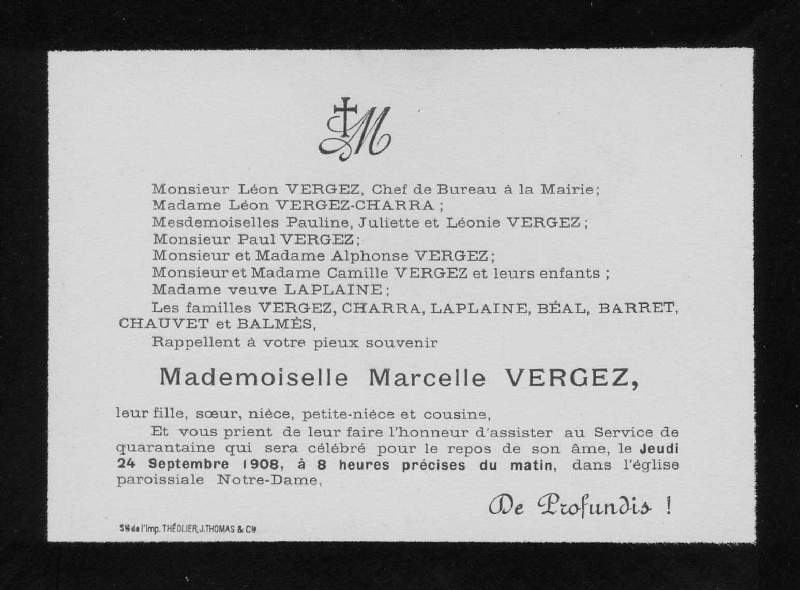 M
Monsieur Léon VERGEZ, Chef de Bureau à la Mairie;
Madame Léon VERGEZ-CHARRA;
Mesdemoiselles Pauline, Juliette et Léonie VERGEZ;
Monsieur Paul VERGEZ;
Monsieur et Madame Alphonse VERGEZ;
Monsieur et Madame Camille VERGEZ et leurs enfants;
Madame veuve LAPLAINE;
Les familles VERGEZ, CHARRA, LAPLAINE, BÉAL, BARRET,
CHAUVET et BALMÈS,
Rappellent à votre pieux souvenir
Mademoiselle Marcelle VERGEZ,
leur fille, sœur, nièce, petite-nièce et cousine,
Et vous prient de leur faire l'honneur d'assister au Service de
quarantaine qui sera célébré pour le repos de son âme, le Jeudi
24 Septembre 1908, à 8 heures précises du matin, dans l'église
paroissiale Notre-Dame,
De Profundis !
Sté de l'Imp. THÉOLIER, J. THOMAS & Cie